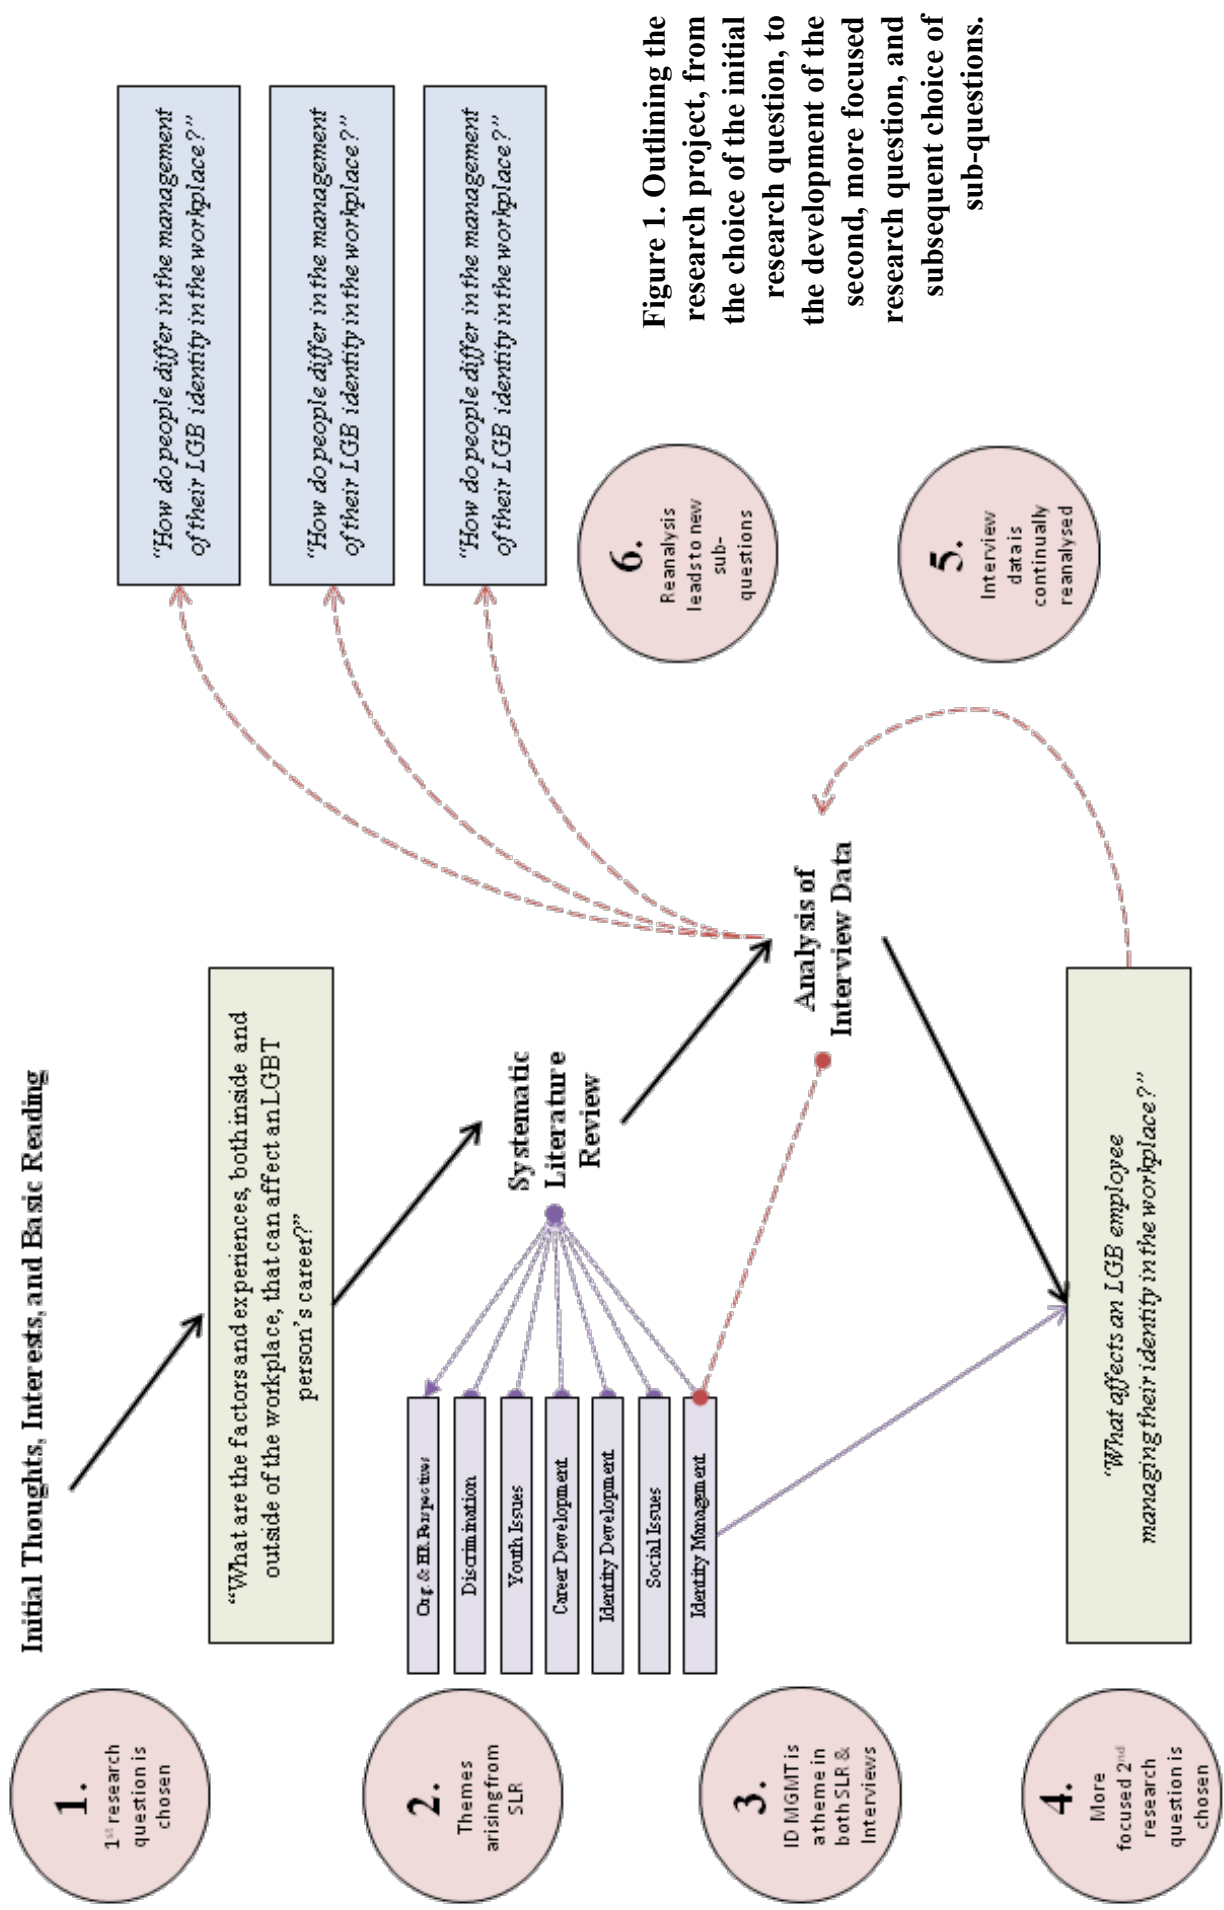 Initial Thoughts, Interests, and Basic Reading
1.
1st research
question is
chosen
“What are the factors and experiences, both inside and
outside of the workplace, that can affect an LGBT
person’s career?”
2.
Themes
arising from
SLR
Org. & HR Perspectives
Discrimination
Youth Issues
Career Development
Identity Development
Social Issues
Identity Management
Systematic
Literature
Review
3.
ID MGMT is
a theme in
both SLR &
Interviews
Analysis of
Interview Data
4.
More
focused 2nd
research
question is
chosen
“What affects an LGB employee
managing their identity in the workplace?”
5.
Interview
data is
continually
reanalysed
6.
Reanalysis
leads to new
sub-
questions
“How do people differ in the management
of their LGB identity in the workplace?”
“How do people differ in the management
of their LGB identity in the workplace?”
“How do people differ in the management
of their LGB identity in the workplace?”
Figure 1. Outlining the
research project, from
the choice of the initial
research question, to
the development of the
second, more focused
research question, and
subsequent choice of
sub-questions.